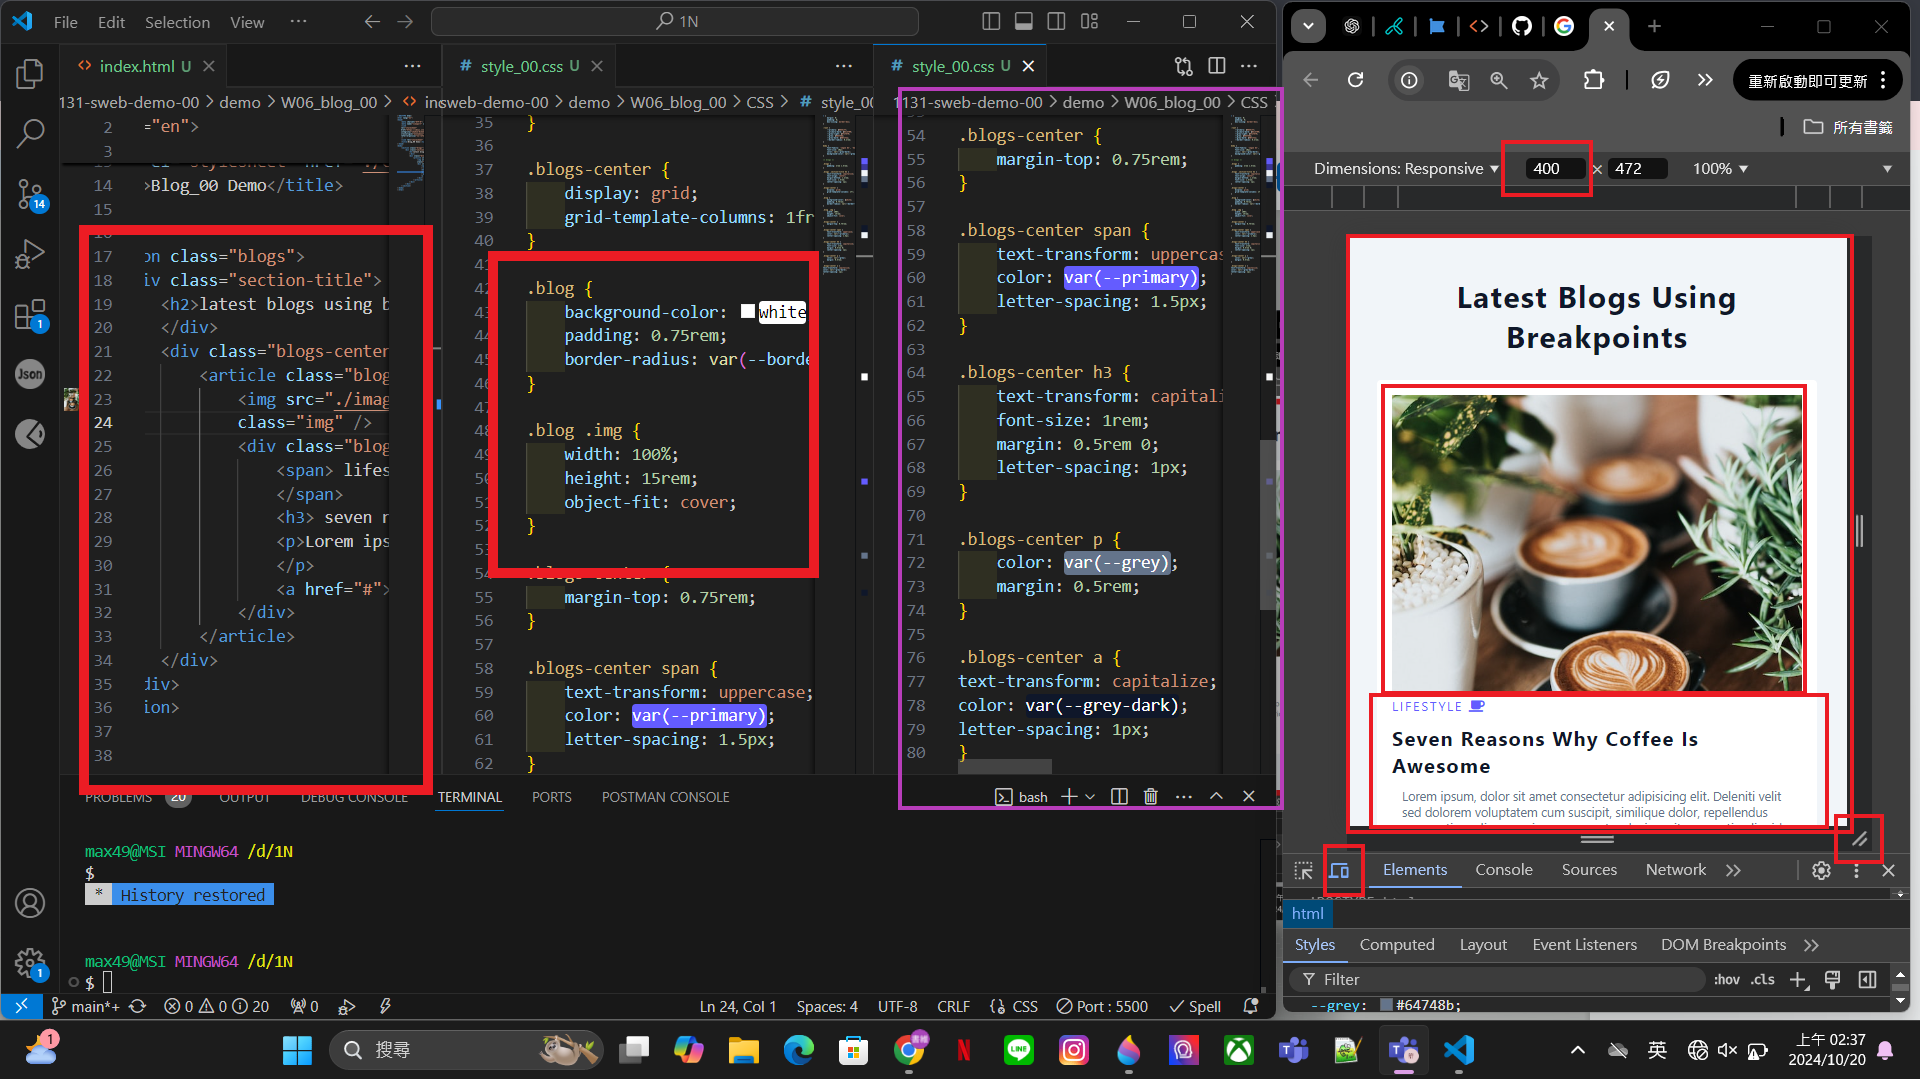 File Edit Selection View ··· 1N
index.html U
style_00.css U
style_00.css U
1131-sweb-demo-00 > demo > W06_blog_00 >
sweb-demo-00 > demo > W06_blog_00 > CSS > # style_00
1131-sweb-demo-00 > demo > W06_blog_00 > CSS
2 ="en">
3
14 >Blog_00 Demo</title>
15
17 on class="blogs">
18 iv class="section-title">
19 <h2>latest blogs using b
20 </div>
21 <div class="blogs-center
22 <article class="blog
23 <img src="./imag
24 class="img" />
25 <div class="blog
26 <span> lifes
27 </span>
28 <h3> seven r
29 <p>Lorem ips
30 </p>
31 <a href="#">
32 </div>
33 </article>
34 </div>
35 div>
36 ion>
37
38
35 }
36
37 .blogs-center {
38 display: grid;
39 grid-template-columns: 1fr
40 }
41
42 .blog {
43 background-color: white
44 padding: 0.75rem;
45 border-radius: var(--borde
46 }
47
48 .blog .img {
49 width: 100%;
50 height: 15rem;
51 object-fit: cover;
52 }
53
54 .blogs-center {
55 margin-top: 0.75rem;
56 }
57
58 .blogs-center span {
59 text-transform: uppercase;
60 color: var(--primary);
61 letter-spacing: 1.5px;
62 }
54 .blogs-center {
55 margin-top: 0.75rem;
56 }
57
58 .blogs-center span {
59 text-transform: uppercas
60 color: var(--primary);
61 letter-spacing: 1.5px;
62 }
63
64 .blogs-center h3 {
65 text-transform: capitali
66 font-size: 1rem;
67 margin: 0.5rem 0;
68 letter-spacing: 1px;
69 }
70
71 .blogs-center p {
72 color: var(--grey);
73 margin: 0.5rem;
74 }
75
76 .blogs-center a {
77 text-transform: capitalize;
78 color: var(--grey-dark);
79 letter-spacing: 1px;
80 }
PROBLEMS 20 OUTPUT DEBUG CONSOLE TERMINAL PORTS POSTMAN CONSOLE
bash
max49@MSI MINGW64 /d/1N
$
* History restored
max49@MSI MINGW64 /d/1N
$
14
1
Json
1
main*+ 0 0 20 0 Ln 24, Col 1 Spaces: 4 UTF-8 CRLF CSS Port : 5500 Spell
重新啟動即可更新
所有書籤
Dimensions: Responsive 400 × 472 100%
Latest Blogs Using
Breakpoints
LIFESTYLE
Seven Reasons Why Coffee Is
Awesome
Lorem ipsum, dolor sit amet consectetur adipisicing elit. Deleniti velit
sed dolorem voluptatem cum suscipit, similique dolor, repellendus
Elements Console Sources Network
html
Styles Computed Layout Event Listeners DOM Breakpoints
Filter :hov .cls
--grey: #64748b;
1
搜尋
英
上午 02:37
2024/10/20